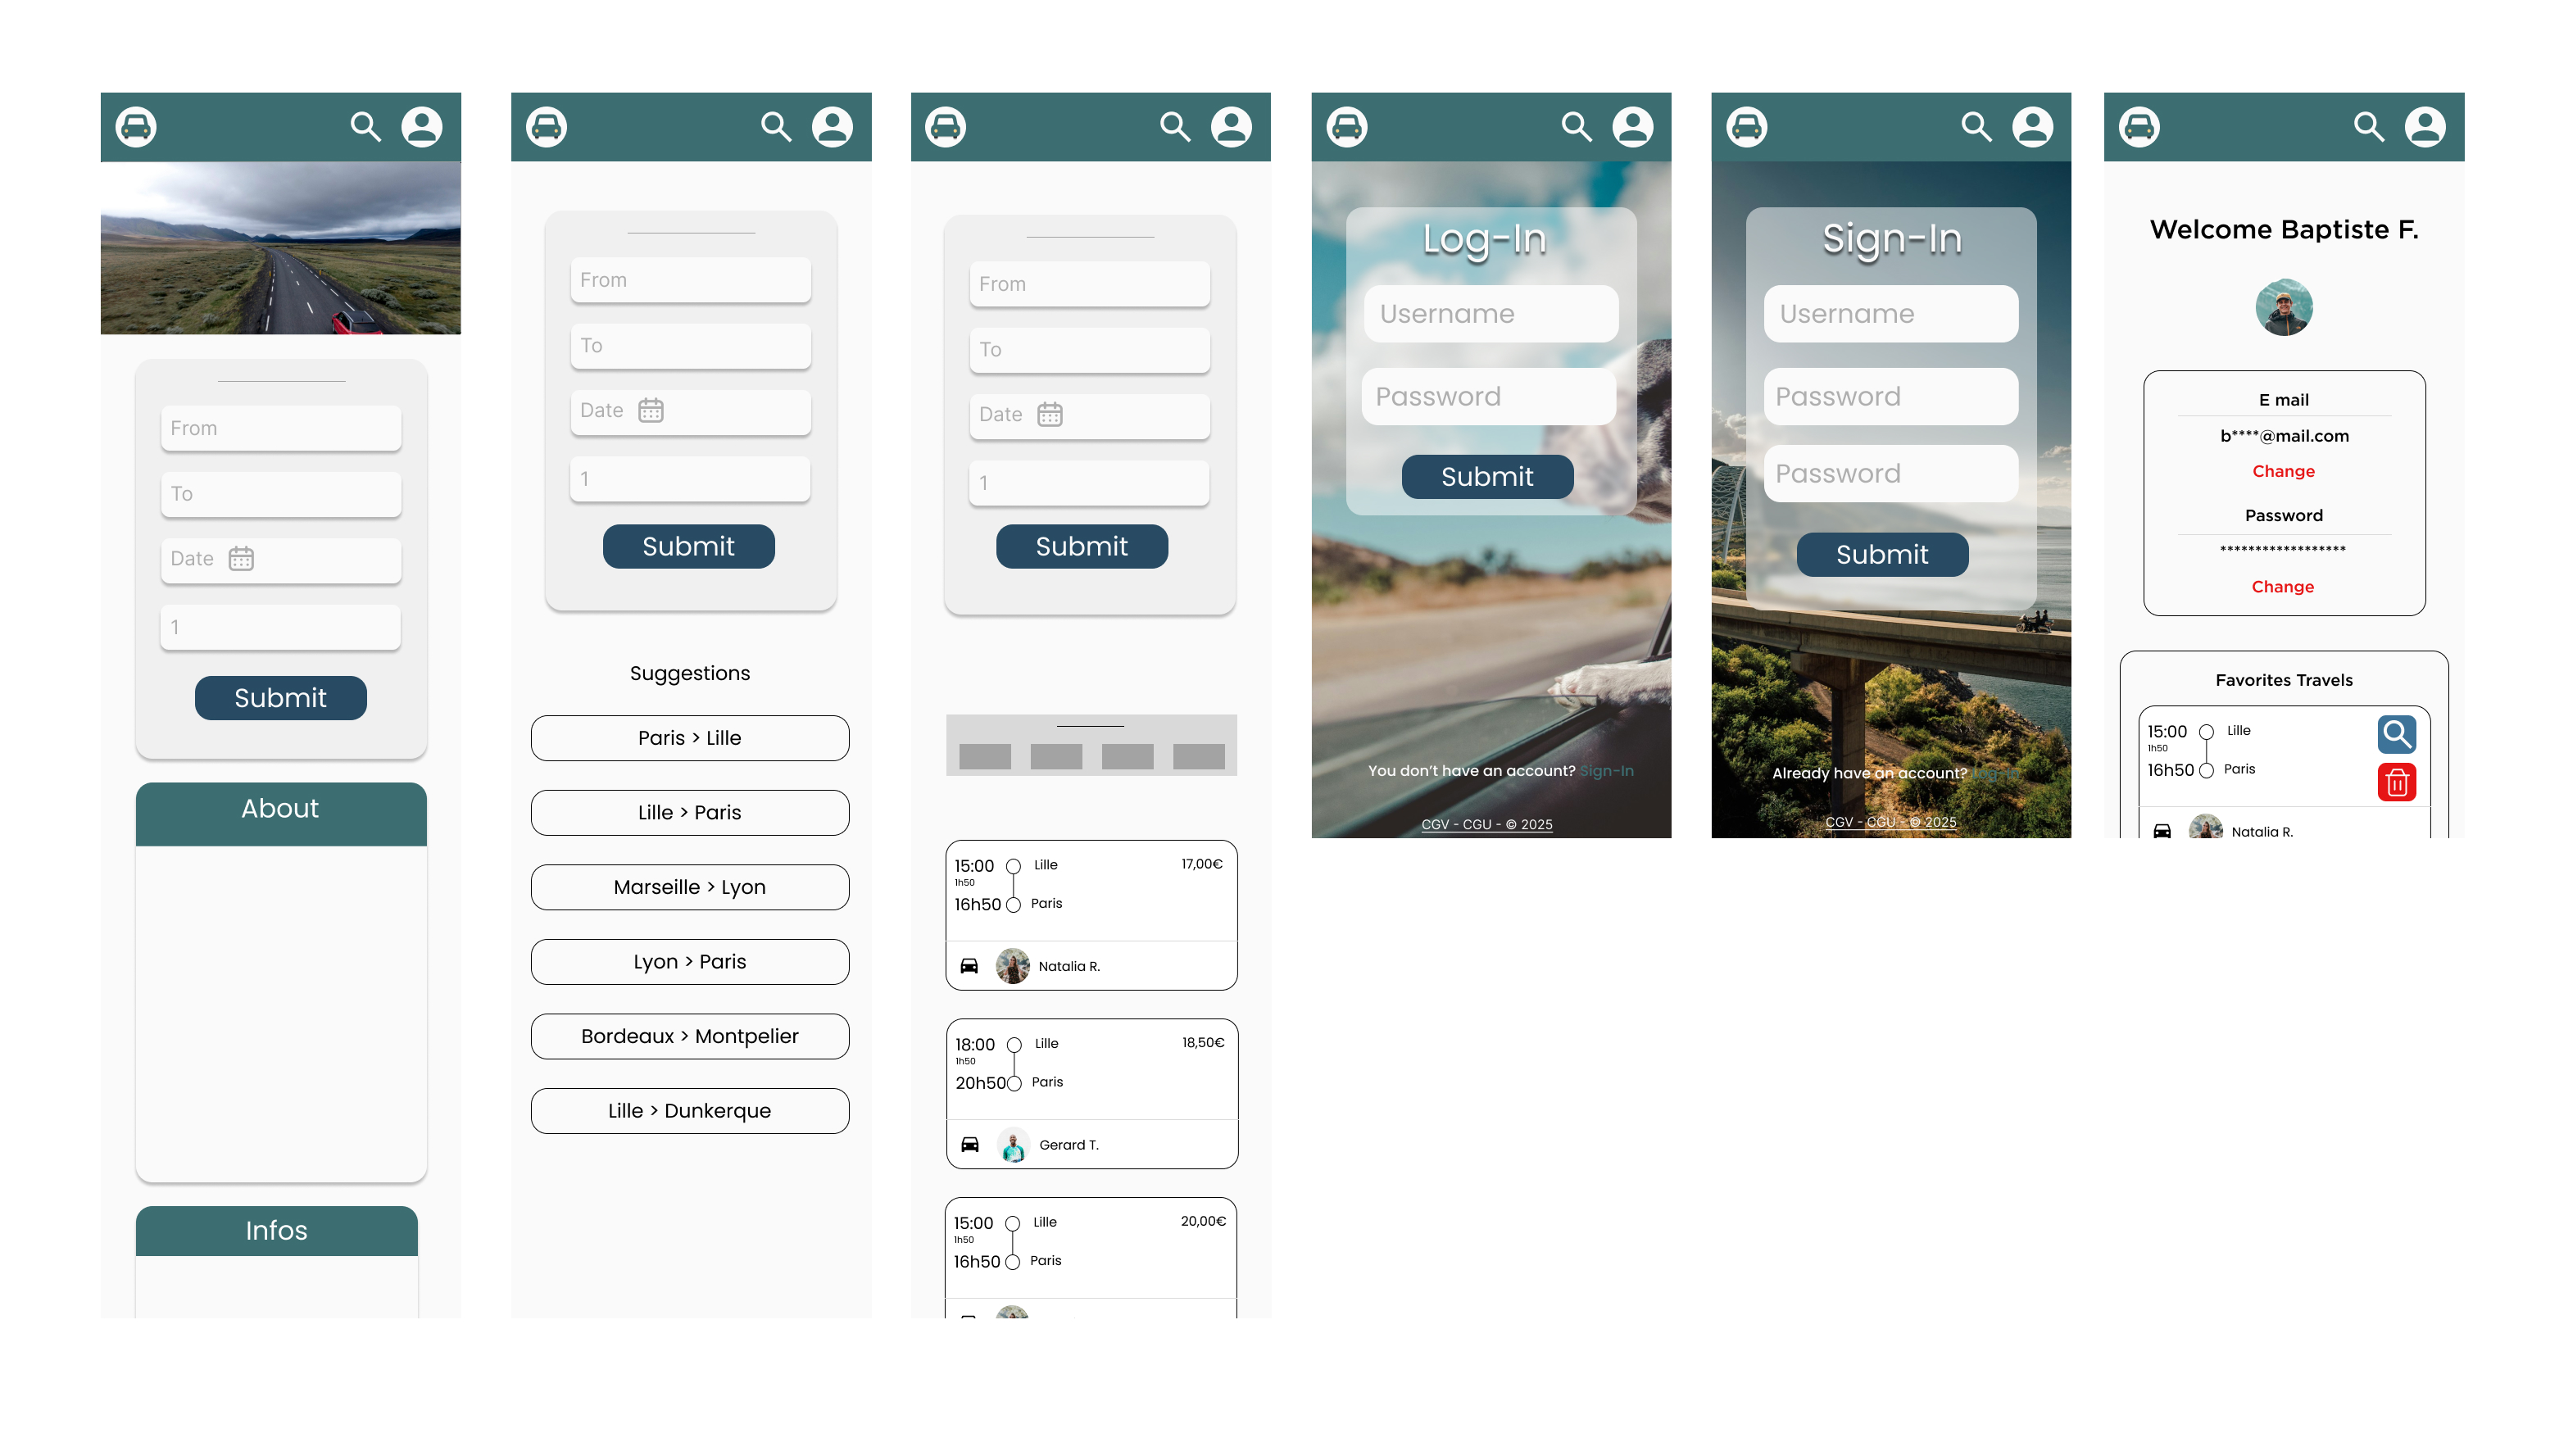 From
To
Date
1
Submit
About
Infos
From
To
Date
1
Submit
Suggestions
Paris > Lille
Lille > Paris
Marseille > Lyon
Lyon > Paris
Bordeaux > Montpelier
Lille > Dunkerque
From
To
Date
1
Submit
15:00 Lille 17,00€
1h50
16h50 Paris
Natalia R.
18:00 Lille 18,50€
1h50
20h50 Paris
Gerard T.
15:00 Lille 20,00€
1h50
16h50 Paris
Log-In
Username
Password
Submit
You don't have an account? Sign-In
CGV - CGU - © 2025
Sign-In
Username
Password
Password
Submit
Already have an account? Log-In
CGV - CGU - © 2025
Welcome Baptiste F.
E mail
b****@mail.com
Change
Password
******************
Change
Favorites Travels
15:00 Lille
1h50
16h50 Paris
Natalia R.